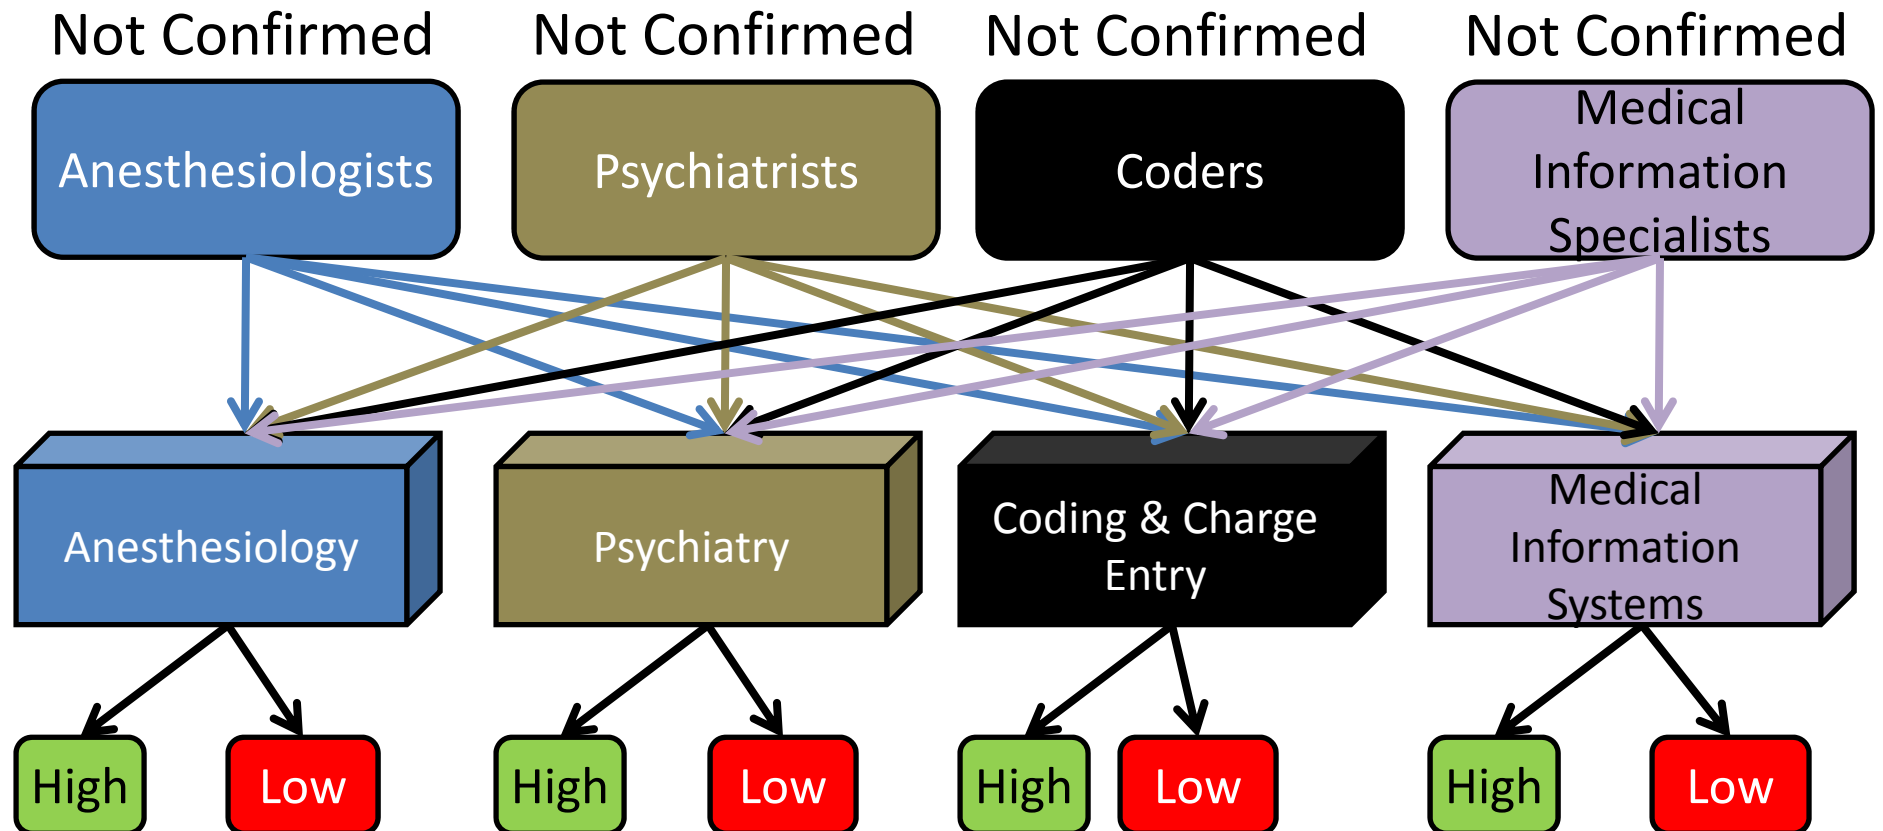 Not Confirmed
Not Confirmed
Not Confirmed
Not Confirmed
Anesthesiologists
Psychiatrists
Coders
Medical
Information
Specialists
Anesthesiology
Psychiatry
Coding & Charge
Entry
Medical
Information
Systems
High
Low
High
Low
High
Low
High
Low